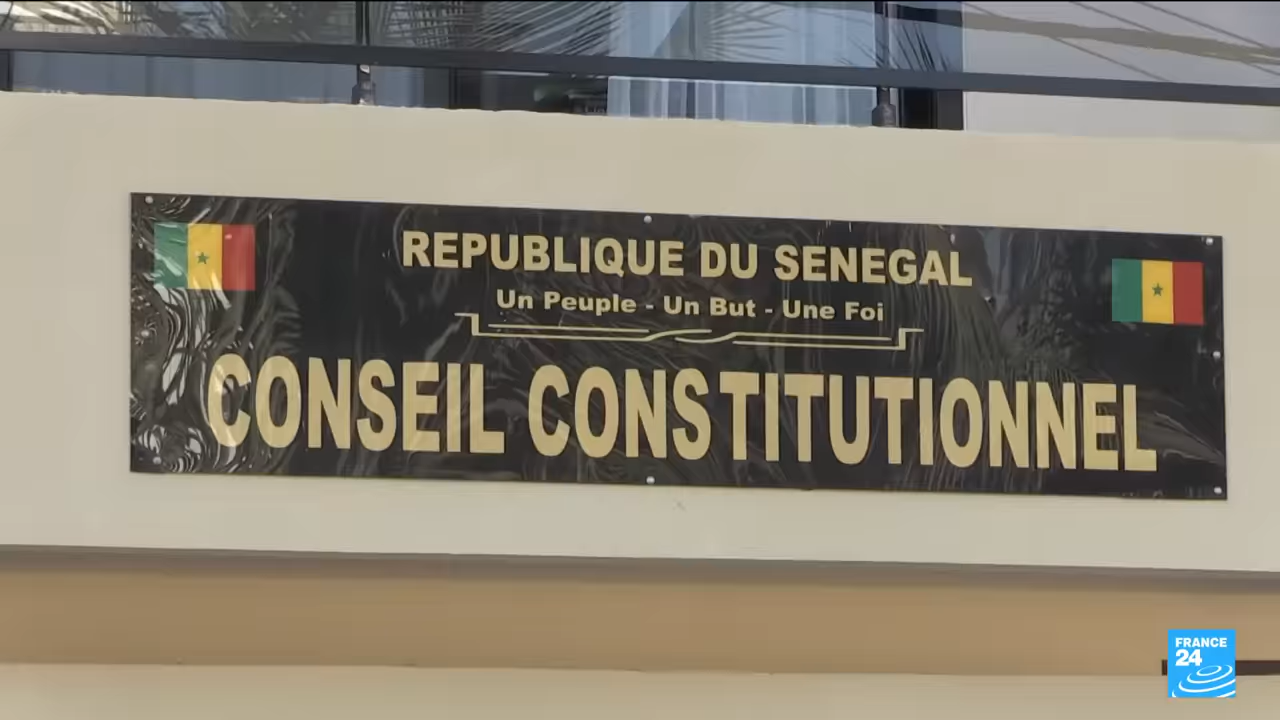 REPUBLIQUE DU SENEGAL
Un Peuple - Un But - Une Foi
CONSEIL CONSTITUTIONNEL
FRANCE
24